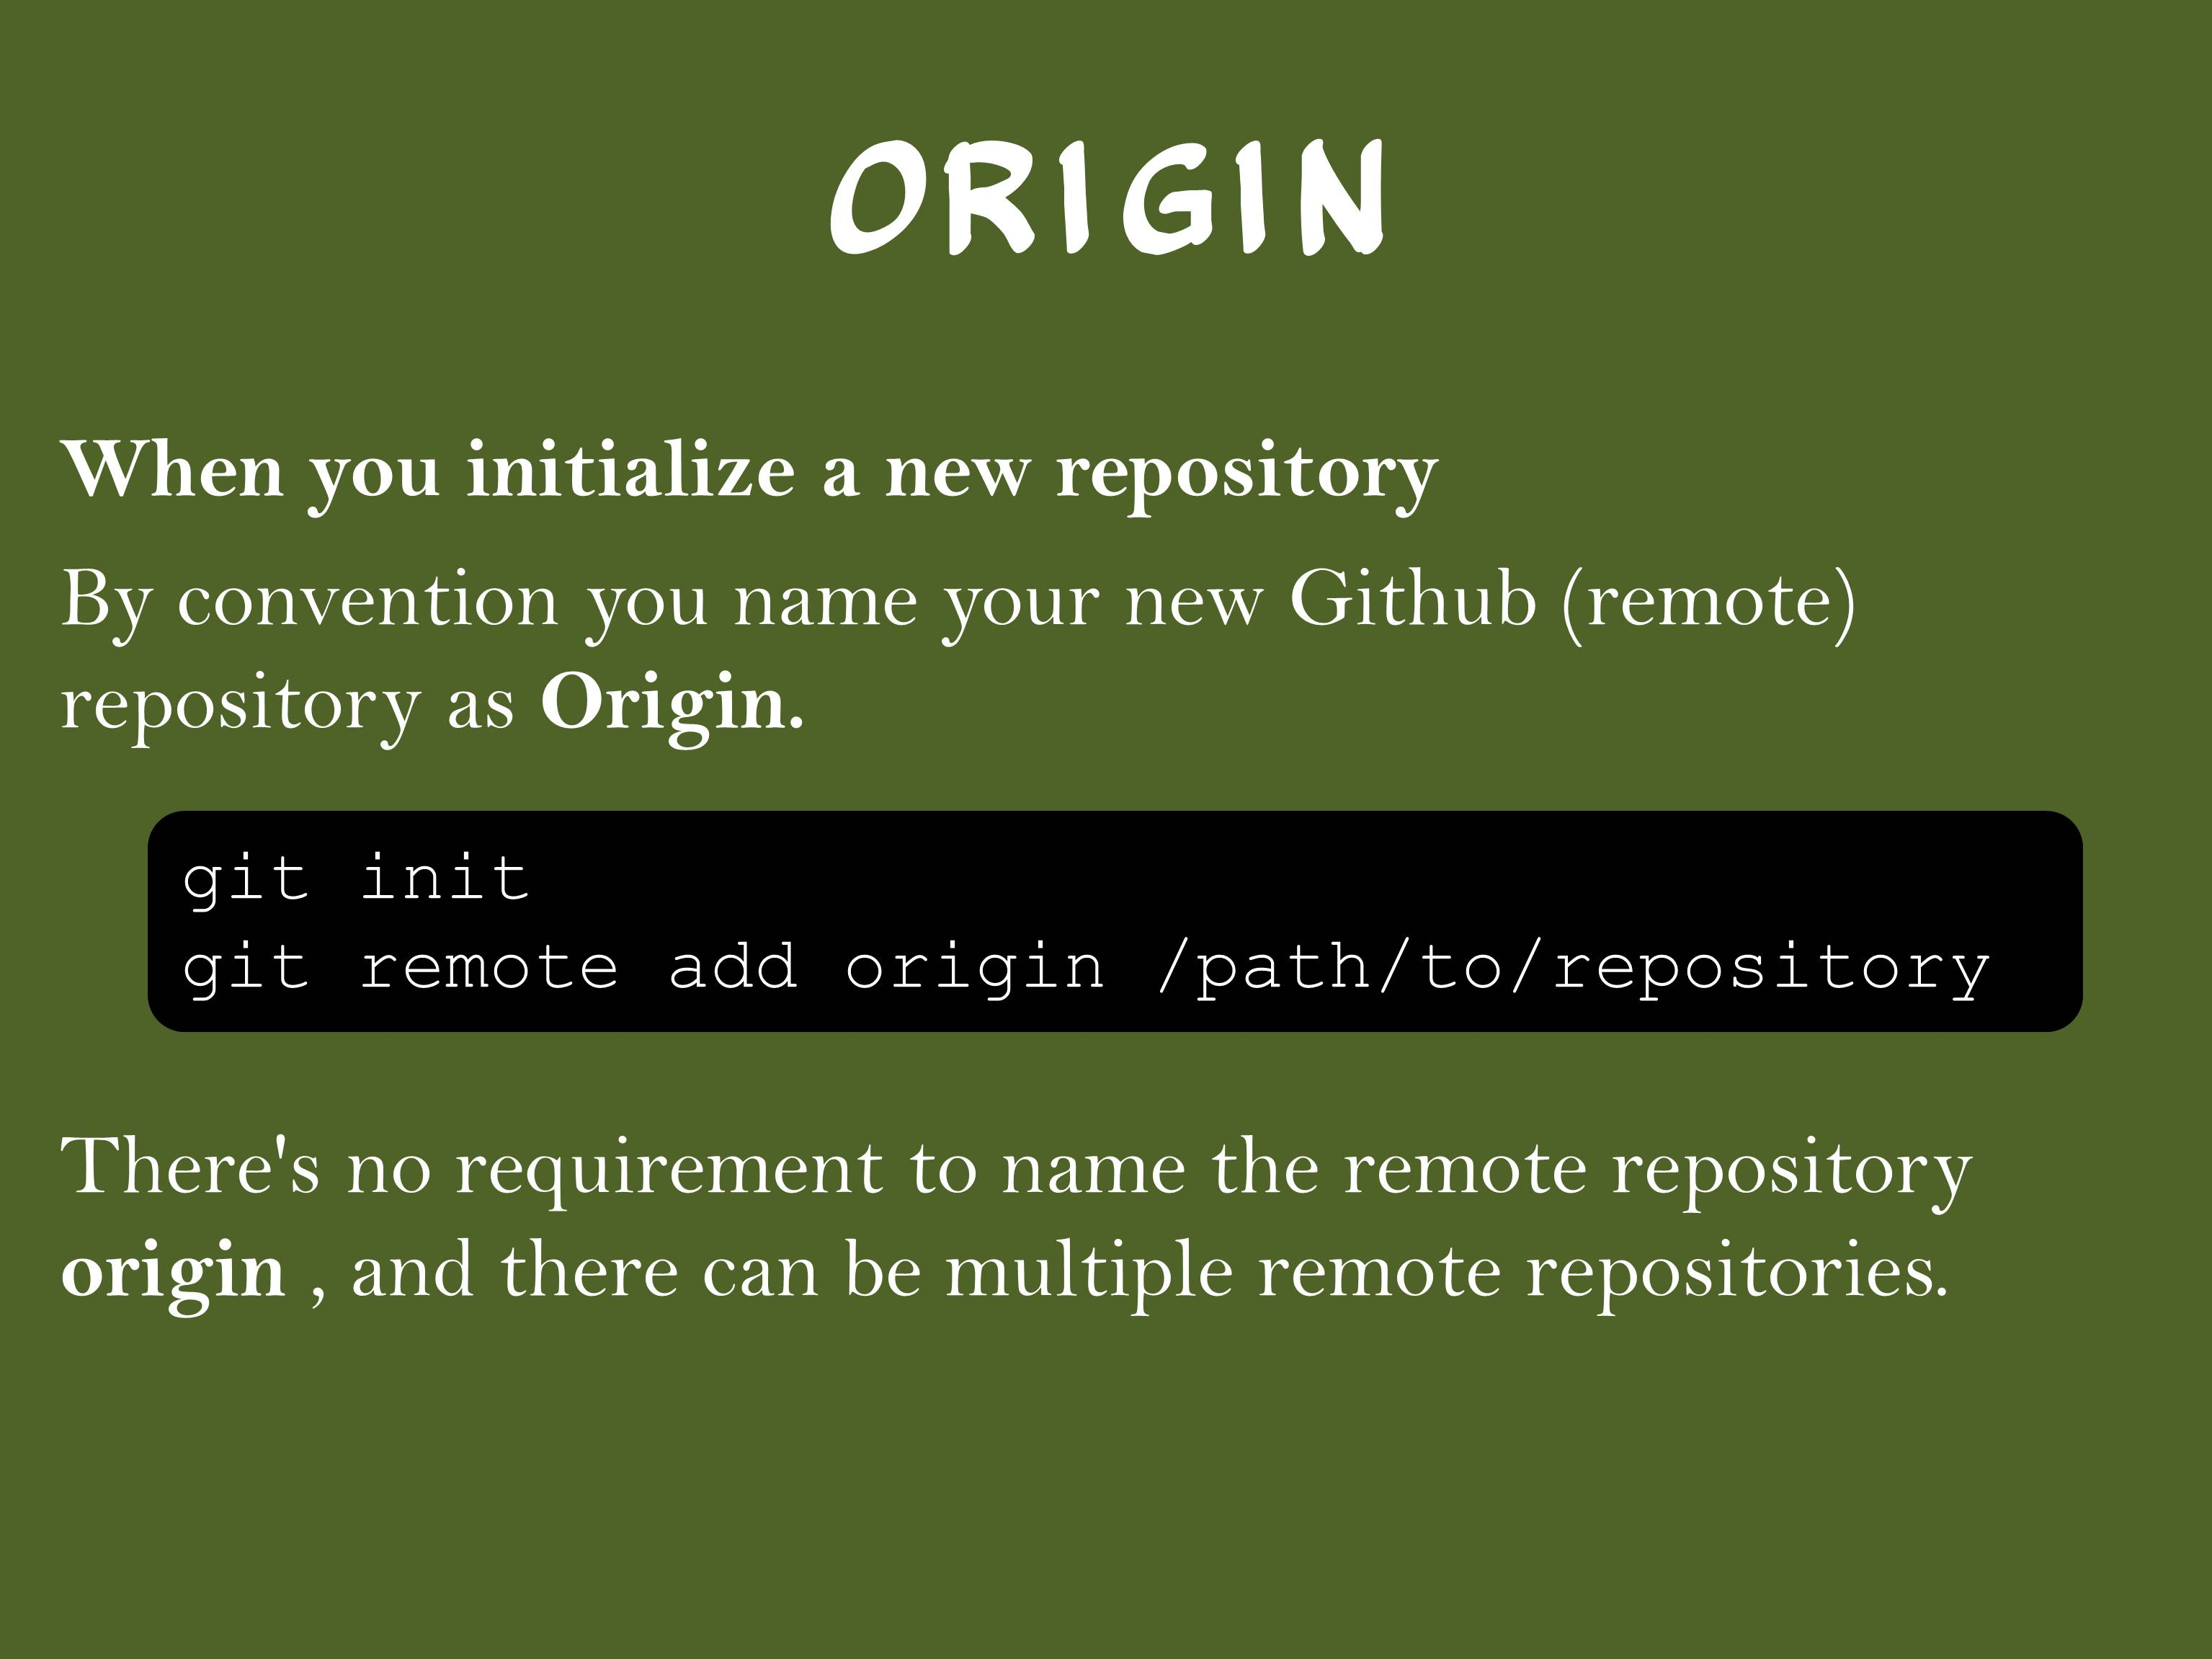 ORIGIN
When you initialize a new repository
By convention you name your new Github (remote)
repository as Origin.
git init
git remote add origin /path/to/repository
There's no requirement to name the remote repository
origin , and there can be multiple remote repositories.